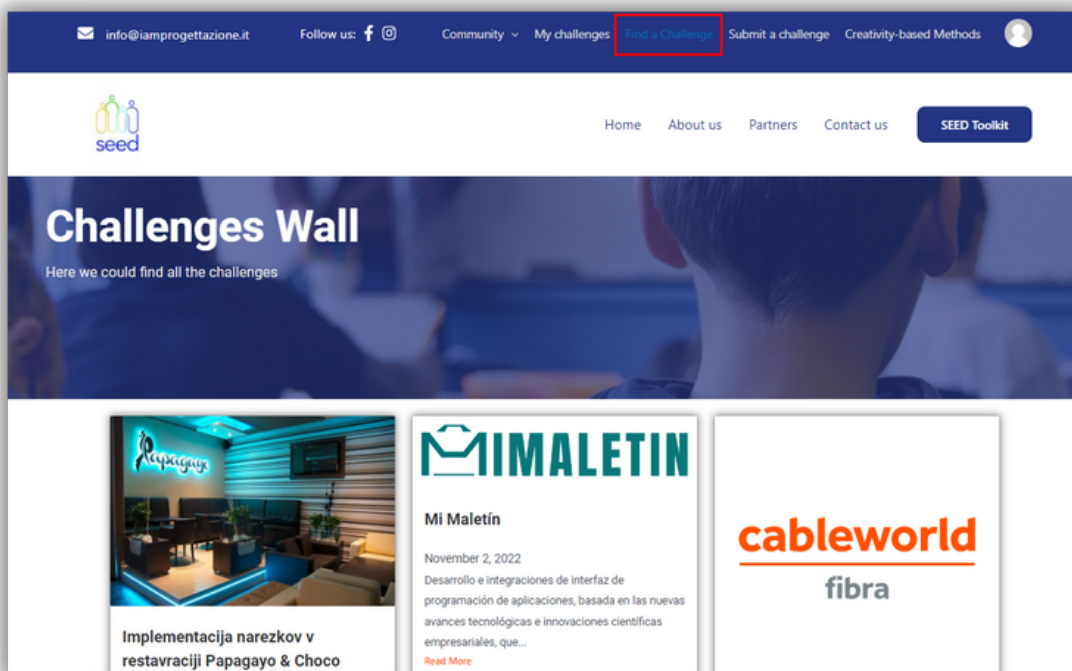 info@iamprogettazione.it
Follow us:
Community
My challenges
Find a Challenge
Submit a challenge
Creativity-based Methods
seed
Home
About us
Partners
Contact us
SEED Toolkit
Challenges Wall
Here we could find all the challenges
Papagayo
Implementacija narezkov v
restavraciji Papagayo & Choco
MIMALETIN
Mi Maletín
November 2, 2022
Desarrollo e integraciones de interfaz de
programación de aplicaciones, basada en las nuevas
avances tecnológicas e innovaciones científicas
empresariales, que...
Read More
cableworld
fibra